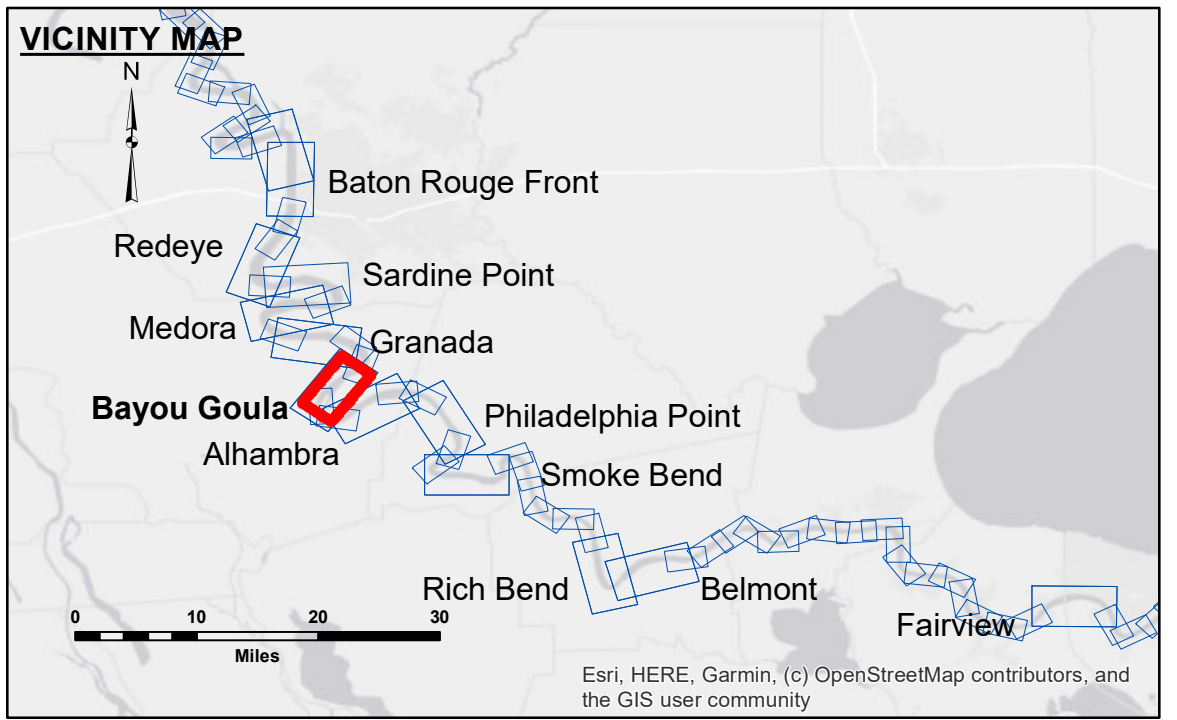 VICINITY MAP
N
Baton Rouge Front
Redeye
Sardine Point
Medora
Granada
Bayou Goula
Philadelphia Point
Alhambra
Smoke Bend
Rich Bend
Belmont
Fairview
0 10 20 30
Miles
Esri, HERE, Garmin, (c) OpenStreetMap contributors, and
the GIS user community